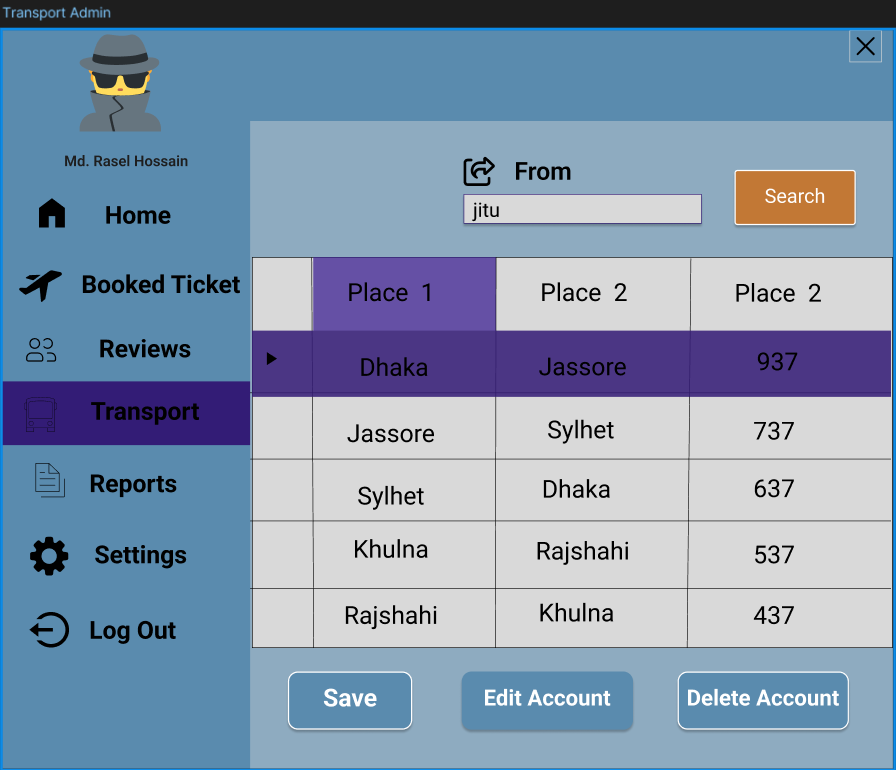 Transport Admin
Md. Rasel Hossain
Home
Booked Ticket
Reviews
Transport
Reports
Settings
Log Out
From
jitu
Search
Place 1 Place 2 Place 2
Dhaka Jassore 937
Jassore Sylhet 737
Sylhet Dhaka 637
Khulna Rajshahi 537
Rajshahi Khulna 437
Save Edit Account Delete Account